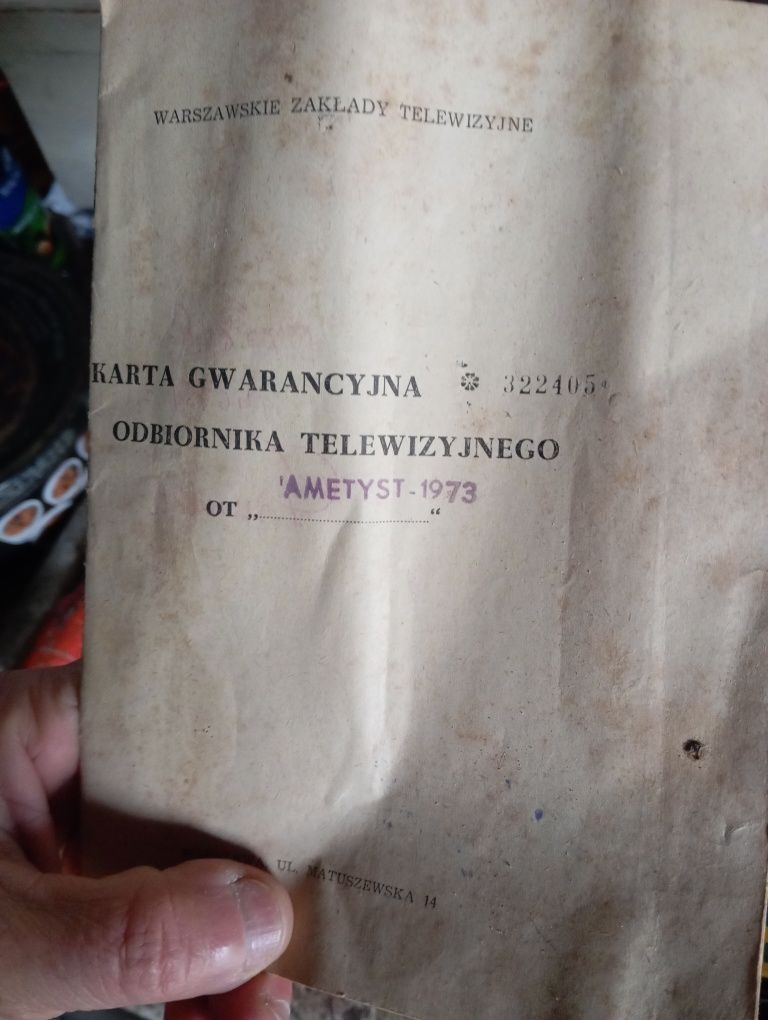 WARSZAWSKIE ZAKŁADY TELEWIZYJNE
KARTA GWARANCYJNA ✼ 322405
ODBIORNIKA TELEWIZYJNEGO
OT „AMETYST-1973“
UL. MATUSZEWSKA 14